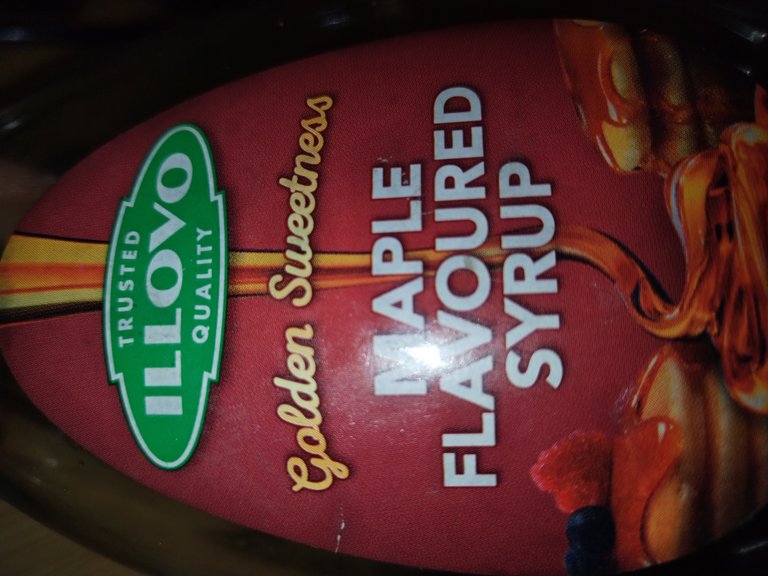 TRUSTED
ILLOVO
QUALITY
Golden Sweetness
MAPLE
FLAVOURED
SYRUP